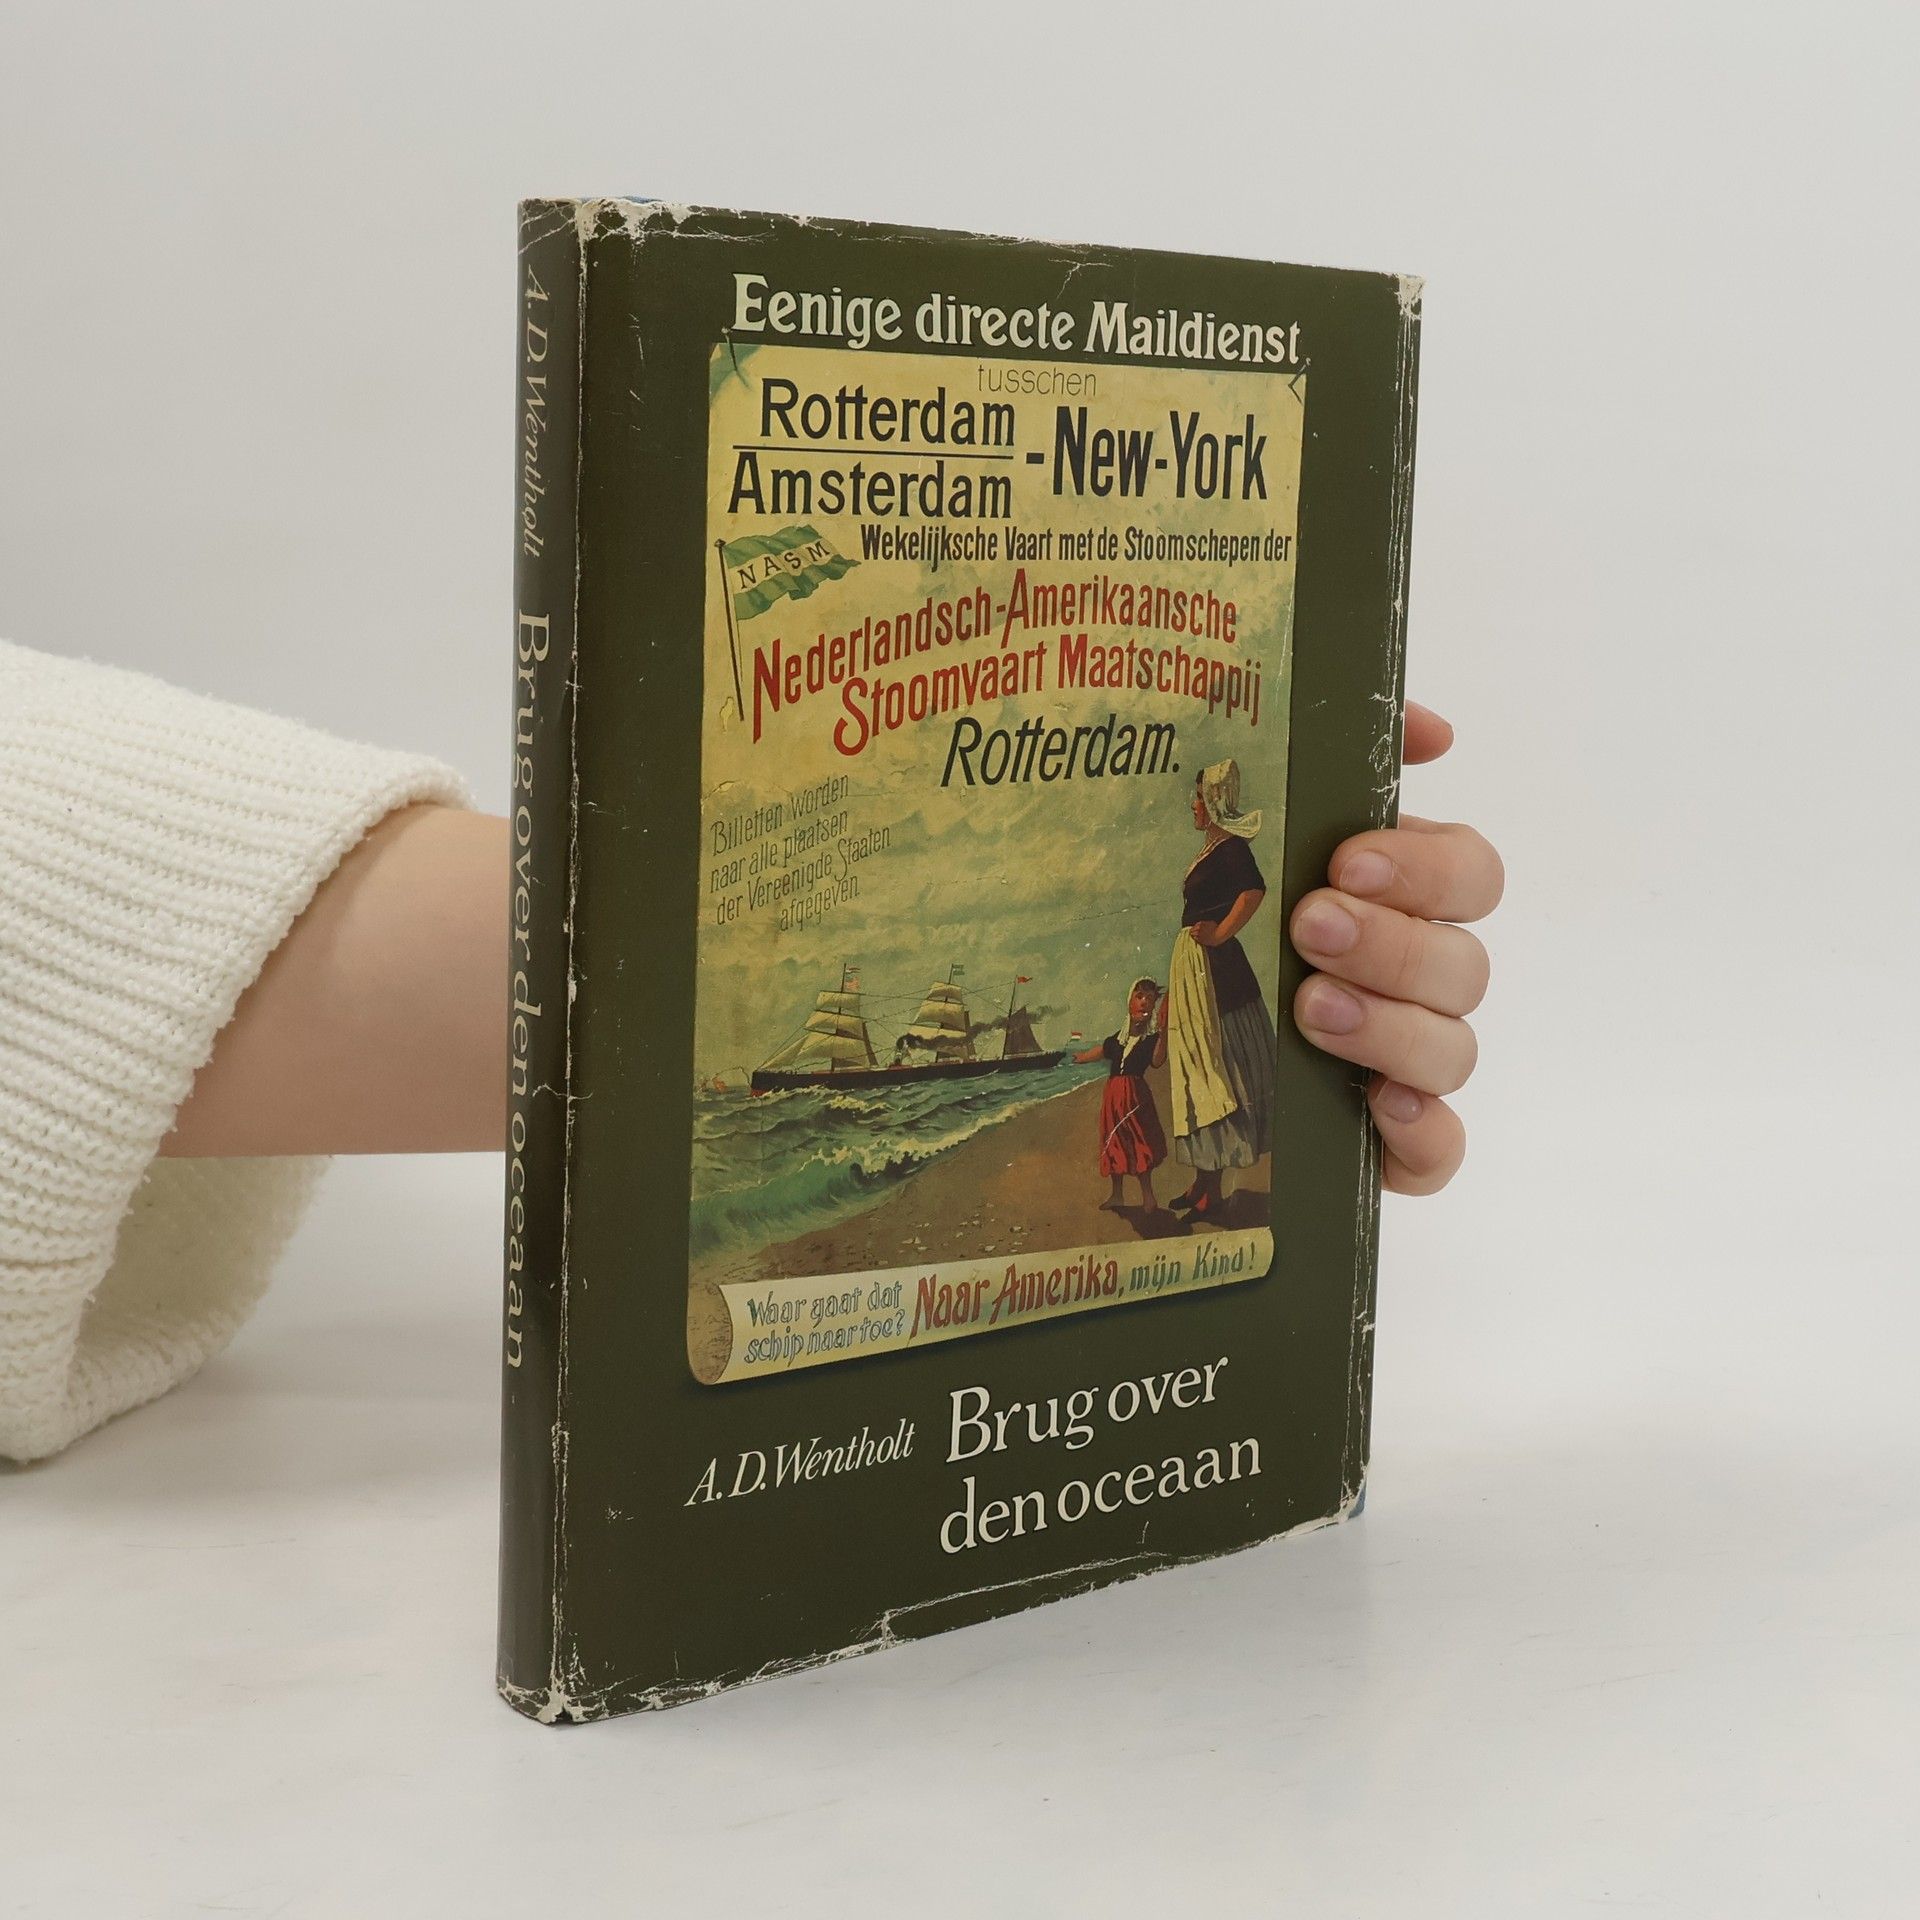 A.D.Wentholt Brug over den oceaan
Eenige directe Maildienst
tusschen
Rotterdam
Amsterdam
-New-York
Wekelijksche Vaart met de Stoomschepen der
NASM
Nederlandsch-Amerikaansche
Stoomvaart Maatschappij
Rotterdam.
Billetten worden
naar alle plaatsen
der Vereenigde Staaten
afgegeven
Waar gaat dat
schip naar toe?
Naar Amerika, mijn Kind!
A.D.Wentholt
Brug over
den oceaan